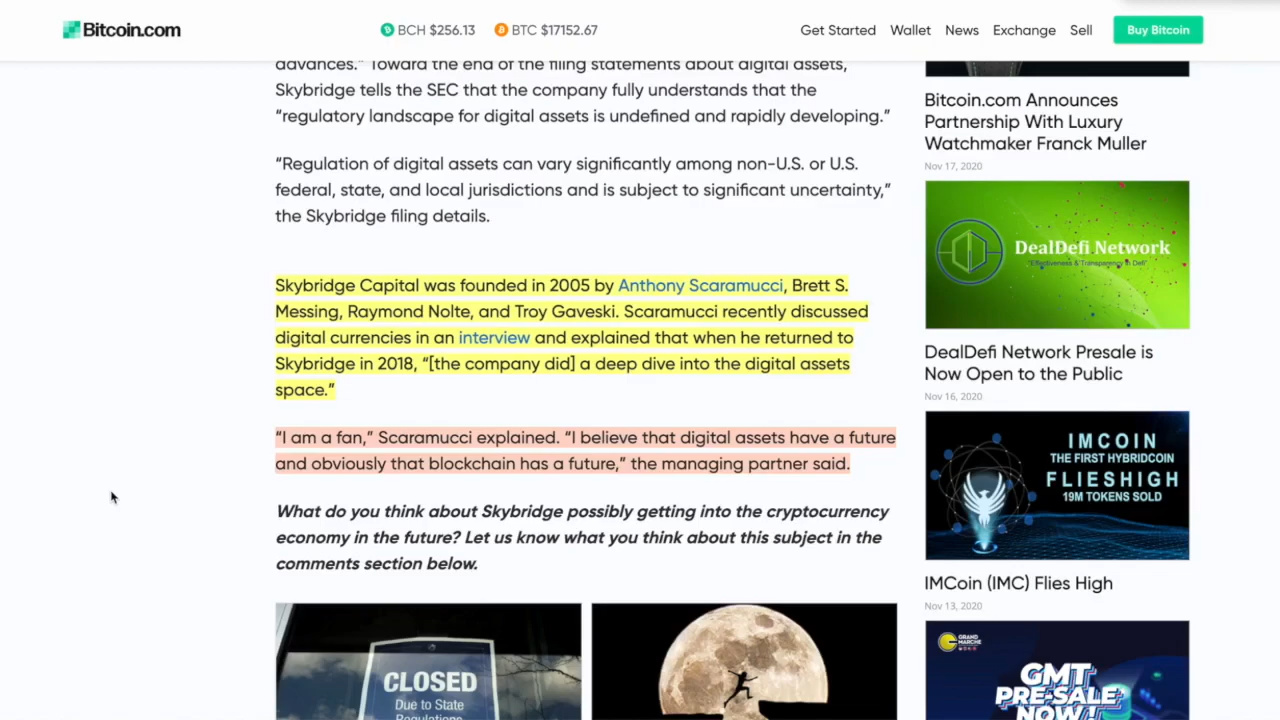 Bitcoin.com
BCH $256.13
BTC $17152.67
Get Started
Wallet
News
Exchange
Sell
Buy Bitcoin
advances.” Toward the end of the filing statements about digital assets,
Skybridge tells the SEC that the company fully understands that the
“regulatory landscape for digital assets is undefined and rapidly developing.”
“Regulation of digital assets can vary significantly among non-U.S. or U.S.
federal, state, and local jurisdictions and is subject to significant uncertainty,”
the Skybridge filing details.
Skybridge Capital was founded in 2005 by Anthony Scaramucci, Brett S.
Messing, Raymond Nolte, and Troy Gaveski. Scaramucci recently discussed
digital currencies in an interview and explained that when he returned to
Skybridge in 2018, “[the company did] a deep dive into the digital assets
space.”
“I am a fan,” Scaramucci explained. “I believe that digital assets have a future
and obviously that blockchain has a future,” the managing partner said.
What do you think about Skybridge possibly getting into the cryptocurrency
economy in the future? Let us know what you think about this subject in the
comments section below.
CLOSED
Due to State
Regulations
Bitcoin.com Announces
Partnership With Luxury
Watchmaker Franck Muller
Nov 17, 2020
DealDefi Network
"Effectiveness & Transparency in Defi"
DealDefi Network Presale is
Now Open to the Public
Nov 16, 2020
IMCOIN
THE FIRST HYBRIDCOIN
FLIESHIGH
19M TOKENS SOLD
IMCoin (IMC) Flies High
Nov 13, 2020
GRAND
MARCHE
GMT
PRE-SALE
NOW!